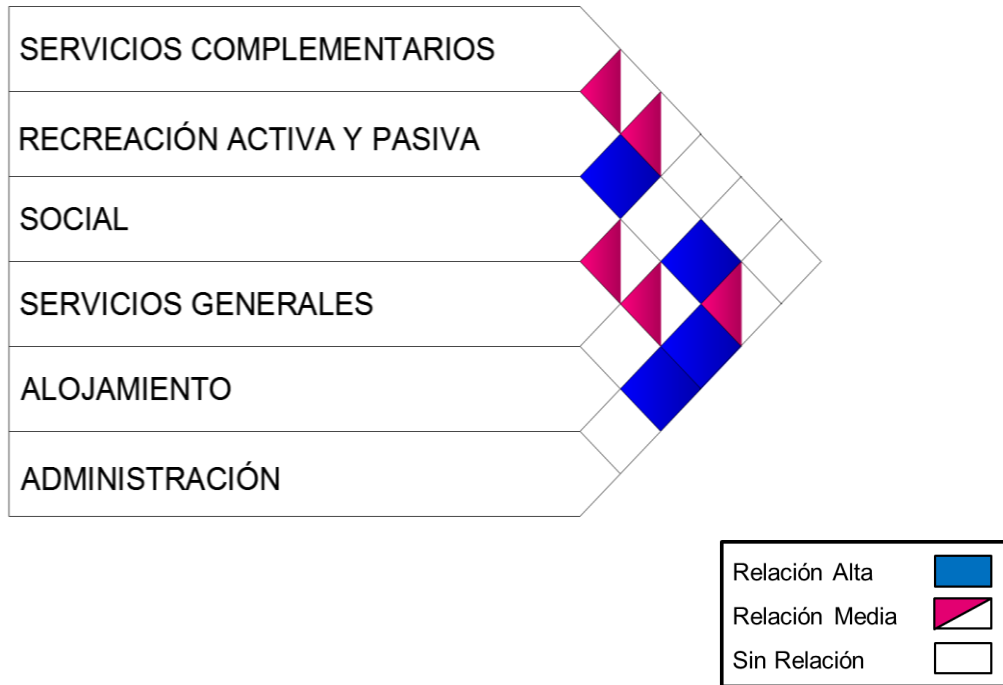 SERVICIOS COMPLEMENTARIOS
RECREACIÓN ACTIVA Y PASIVA
SOCIAL
SERVICIOS GENERALES
ALOJAMIENTO
ADMINISTRACIÓN
Relación Alta
Relación Media
Sin Relación